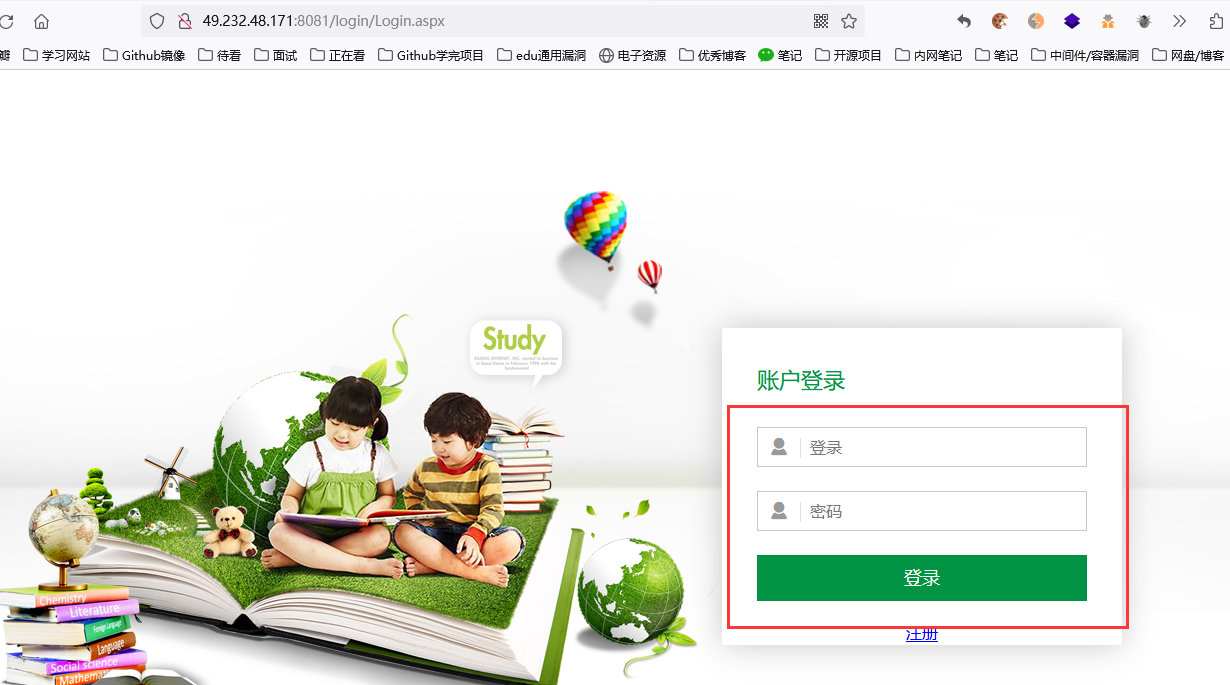 49.232.48.171:8081/login/Login.aspx
学习网站 Github镜像 待看 面试 正在看 Github学完项目 edu通用漏洞 电子资源 优秀博客 笔记 开源项目 内网笔记 笔记 中间件/容器漏洞 网盘/博客
Study
账户登录
登录
密码
登录
注册
Chemistry
Literature
Foreign Language
Language
Social science
Mathema